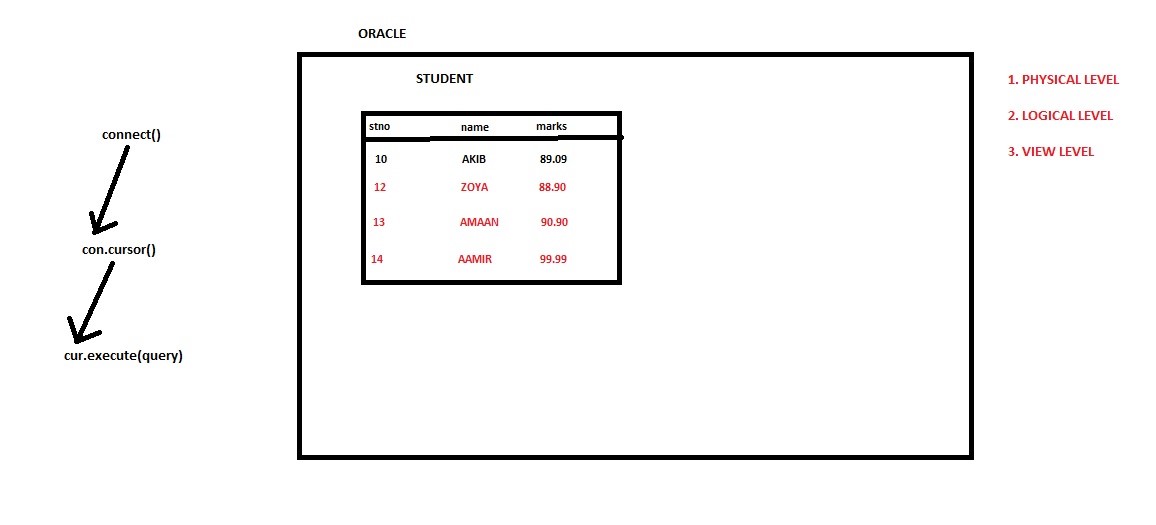 ORACLE
STUDENT
stno name marks
10 AKIB 89.09
12 ZOYA 88.90
13 AMAAN 90.90
14 AAMIR 99.99
connect()
con.cursor()
cur.execute(query)
1. PHYSICAL LEVEL
2. LOGICAL LEVEL
3. VIEW LEVEL